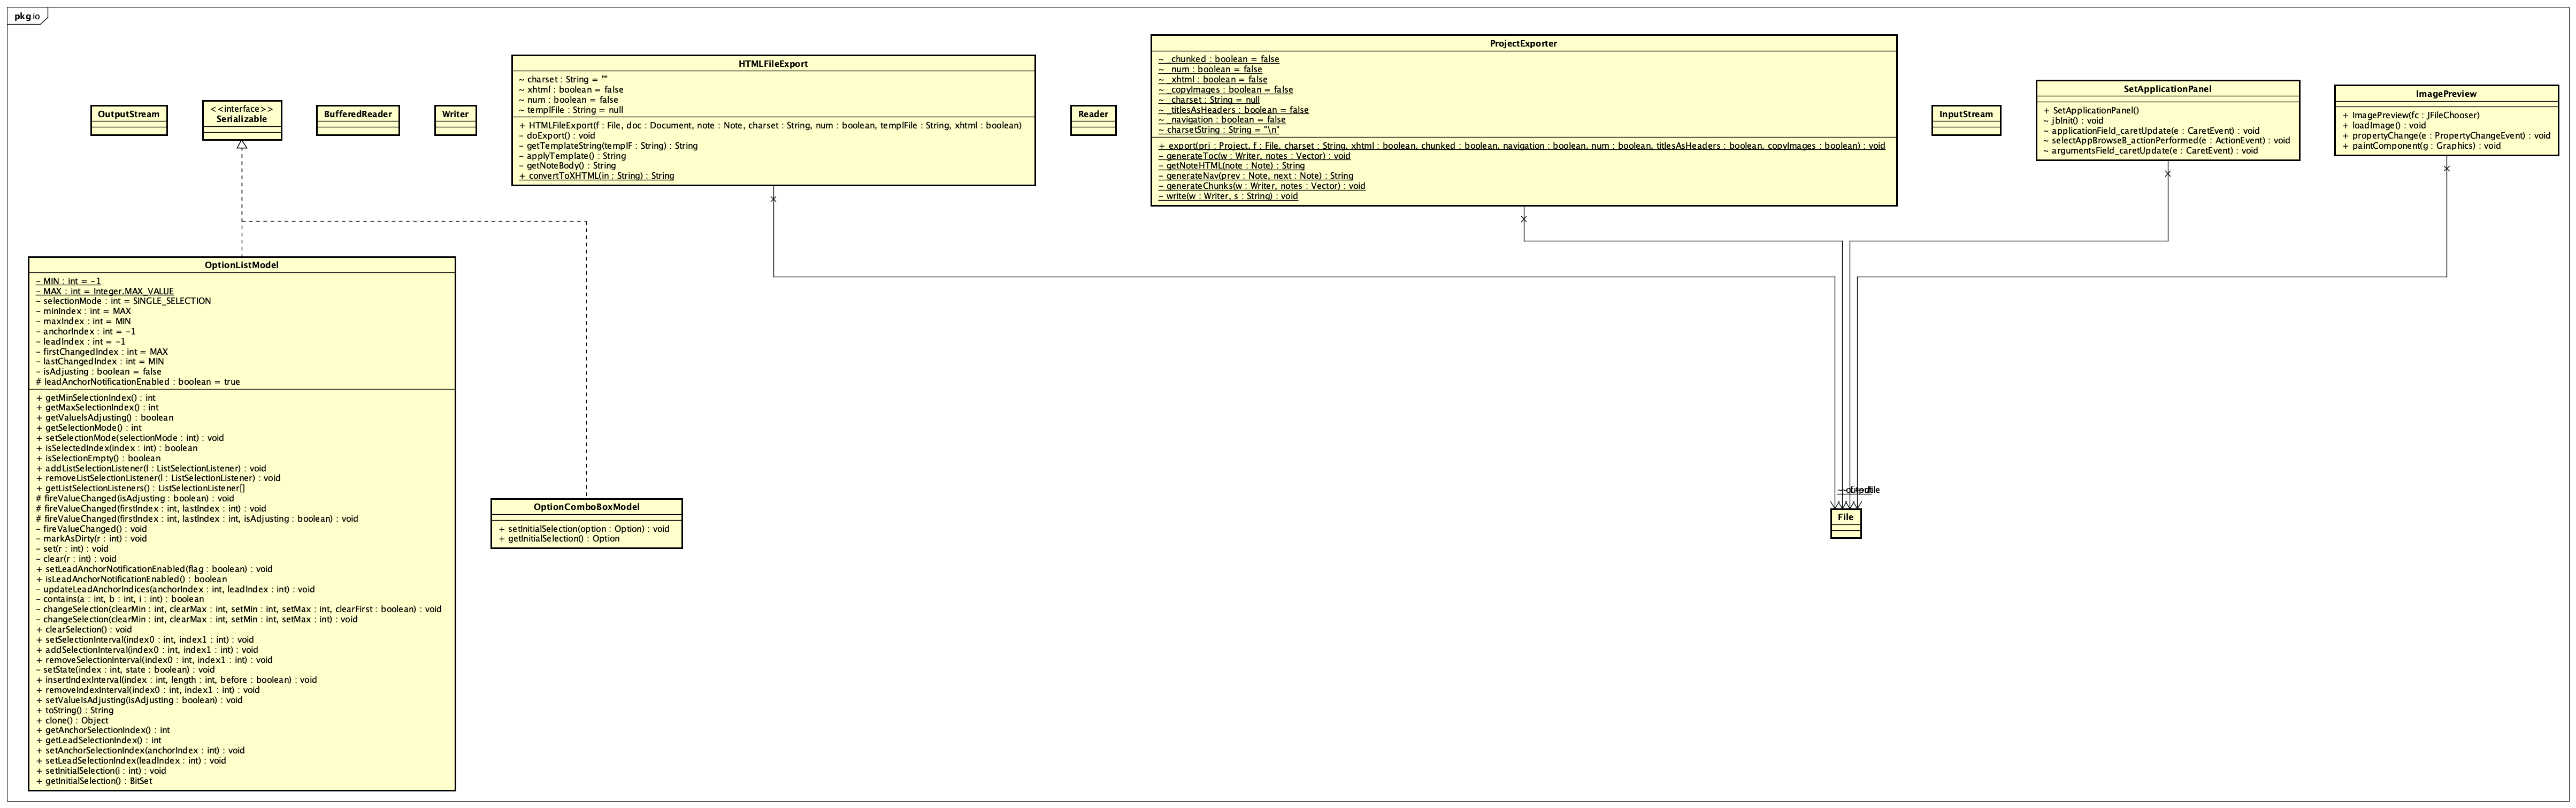 pkg io
OutputStream
<<interface>>
Serializable
BufferedReader
Writer
HTMLFileExport
~ charset : String = ""
~ xhtml : boolean = false
~ num : boolean = false
~ templFile : String = null
+ HTMLFileExport(f : File, doc : Document, note : Note, charset : String, num : boolean, templFile : String, xhtml : boolean)
- doExport() : void
- getTemplateString(templF : String) : String
- applyTemplate() : String
- getNoteBody() : String
+ convertToXHTML(in : String) : String
Reader
ProjectExporter
~ _chunked : boolean = false
~ _num : boolean = false
~ _xhtml : boolean = false
~ _copyImages : boolean = false
~ _charset : String = null
~ _titlesAsHeaders : boolean = false
~ _navigation : boolean = false
~ charsetString : String = "\n"
+ export(prj : Project, f : File, charset : String, xhtml : boolean, chunked : boolean, navigation : boolean, num : boolean, titlesAsHeaders : boolean, copyImages : boolean) : void
- generateToc(w : Writer, notes : Vector) : void
- getNoteHTML(note : Note) : String
- generateNav(prev : Note, next : Note) : String
- generateChunks(w : Writer, notes : Vector) : void
- write(w : Writer, s : String) : void
InputStream
SetApplicationPanel
+ SetApplicationPanel()
~ jbInit() : void
~ applicationField_caretUpdate(e : CaretEvent) : void
~ selectAppBrowseB_actionPerformed(e : ActionEvent) : void
~ argumentsField_caretUpdate(e : CaretEvent) : void
ImagePreview
+ ImagePreview(fc : JFileChooser)
+ loadImage() : void
+ propertyChange(e : PropertyChangeEvent) : void
+ paintComponent(g : Graphics) : void
OptionListModel
- MIN : int = -1
- MAX : int = Integer.MAX_VALUE
- selectionMode : int = SINGLE_SELECTION
- minIndex : int = MAX
- maxIndex : int = MIN
- anchorIndex : int = -1
- leadIndex : int = -1
- firstChangedIndex : int = MAX
- lastChangedIndex : int = MIN
- isAdjusting : boolean = false
# leadAnchorNotificationEnabled : boolean = true
+ getMinSelectionIndex() : int
+ getMaxSelectionIndex() : int
+ getValueIsAdjusting() : boolean
+ getSelectionMode() : int
+ setSelectionMode(selectionMode : int) : void
+ isSelectedIndex(index : int) : boolean
+ isSelectionEmpty() : boolean
+ addListSelectionListener(l : ListSelectionListener) : void
+ removeListSelectionListener(l : ListSelectionListener) : void
+ getListSelectionListeners() : ListSelectionListener[]
# fireValueChanged(isAdjusting : boolean) : void
# fireValueChanged(firstIndex : int, lastIndex : int) : void
# fireValueChanged(firstIndex : int, lastIndex : int, isAdjusting : boolean) : void
- fireValueChanged() : void
- markAsDirty(r : int) : void
- set(r : int) : void
- clear(r : int) : void
+ setLeadAnchorNotificationEnabled(flag : boolean) : void
+ isLeadAnchorNotificationEnabled() : boolean
- updateLeadAnchorIndices(anchorIndex : int, leadIndex : int) : void
- contains(a : int, b : int, i : int) : boolean
- changeSelection(clearMin : int, clearMax : int, setMin : int, setMax : int, clearFirst : boolean) : void
- changeSelection(clearMin : int, clearMax : int, setMin : int, setMax : int) : void
+ clearSelection() : void
+ setSelectionInterval(index0 : int, index1 : int) : void
+ addSelectionInterval(index0 : int, index1 : int) : void
+ removeSelectionInterval(index0 : int, index1 : int) : void
- setState(index : int, state : boolean) : void
+ insertIndexInterval(index : int, length : int, before : boolean) : void
+ removeIndexInterval(index0 : int, index1 : int) : void
+ setValueIsAdjusting(isAdjusting : boolean) : void
+ toString() : String
+ clone() : Object
+ getAnchorSelectionIndex() : int
+ getLeadSelectionIndex() : int
+ setAnchorSelectionIndex(anchorIndex : int) : void
+ setLeadSelectionIndex(leadIndex : int) : void
+ setInitialSelection(i : int) : void
+ getInitialSelection() : BitSet
OptionComboBoxModel
+ setInitialSelection(option : Option) : void
+ getInitialSelection() : Option
File